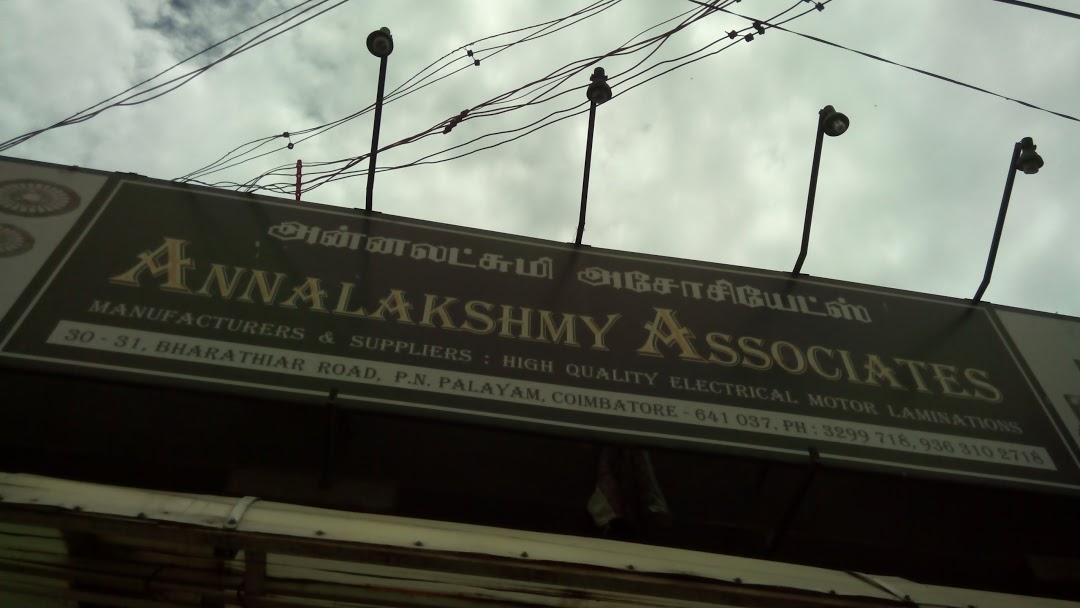 அன்னலட்சுமி அசோசியேட்ஸ்
ANNALAKSHMY ASSOCIATES
MANUFACTURERS & SUPPLIERS : HIGH QUALITY ELECTRICAL MOTOR LAMINATIONS
30 - 31, BHARATHIAR ROAD, P.N. PALAYAM, COIMBATORE - 641 037. PH : 3299 718, 936 310 2718